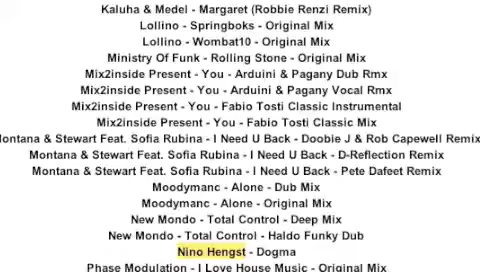 Kaluha & Medel - Margaret (Robbie Renzi Remix)
Lollino - Springboks - Original Mix
Lollino - Wombat10 - Original Mix
Ministry Of Funk - Rolling Stone - Original Mix
Mix2inside Present - You - Arduini & Pagany Dub Rmx
Mix2inside Present - You - Arduini & Pagany Vocal Rmx
Mix2inside Present - You - Fabio Tosti Classic Instrumental
Mix2inside Present - You - Fabio Tosti Classic Mix
Montana & Stewart Feat. Sofia Rubina - I Need U Back - Doobie J & Rob Capewell Remix
Montana & Stewart Feat. Sofia Rubina - I Need U Back - D-Reflection Remix
Montana & Stewart Feat. Sofia Rubina - I Need U Back - Pete Dafeet Remix
Moodymanc - Alone - Dub Mix
Moodymanc - Alone - Original Mix
New Mondo - Total Control - Deep Mix
New Mondo - Total Control - Haldo Funky Dub
Nino Hengst - Dogma
Phase Modulation - I Love House Music - Original Mix